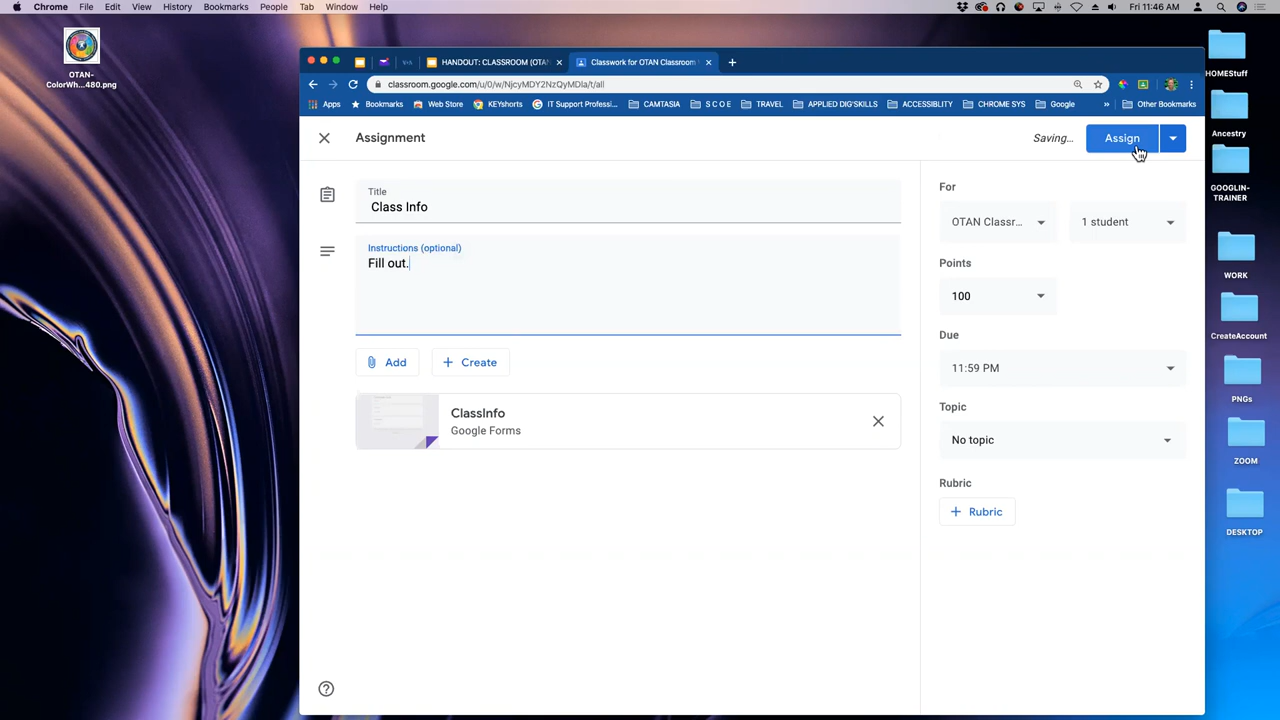 Chrome File Edit View History Bookmarks People Tab Window Help
Fri 11:46 AM
OTAN-
ColorWh...480.png
HANDOUT: CLASSROOM (OTAN
Classwork for OTAN Classroom
classroom.google.com/u/0/w/NjcyMDY2NzQyMDla/t/all
Apps Bookmarks Web Store KEYshorts IT Support Professi... CAMTASIA S C O E TRAVEL APPLIED DIG'SKILLS ACCESSIBLITY CHROME SYS Google » Other Bookmarks
Assignment
Saving...
Assign
Title
Class Info
Instructions (optional)
Fill out.
Add
Create
ClassInfo
Google Forms
For
OTAN Classr...
1 student
Points
100
Due
11:59 PM
Topic
No topic
Rubric
Rubric
HOMEStuff
Ancestry
GOOGLIN-
TRAINER
WORK
CreateAccount
PNGs
ZOOM
DESKTOP